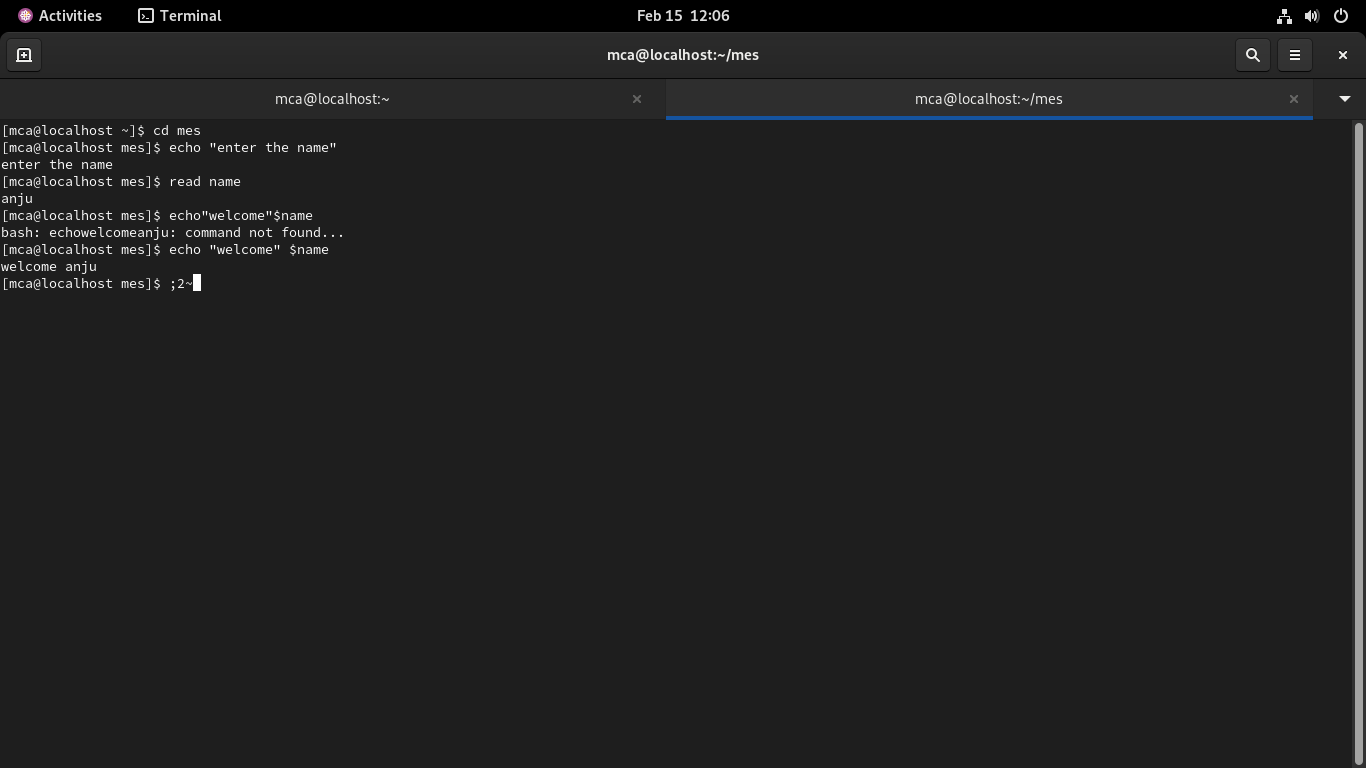 Activities Terminal Feb 15 12:06
mca@localhost:~/mes
mca@localhost:~ mca@localhost:~/mes
[mca@localhost ~]$ cd mes
[mca@localhost mes]$ echo "enter the name"
enter the name
[mca@localhost mes]$ read name
anju
[mca@localhost mes]$ echo"welcome"$name
bash: echowelcomeanju: command not found...
[mca@localhost mes]$ echo "welcome" $name
welcome anju
[mca@localhost mes]$ ;2~